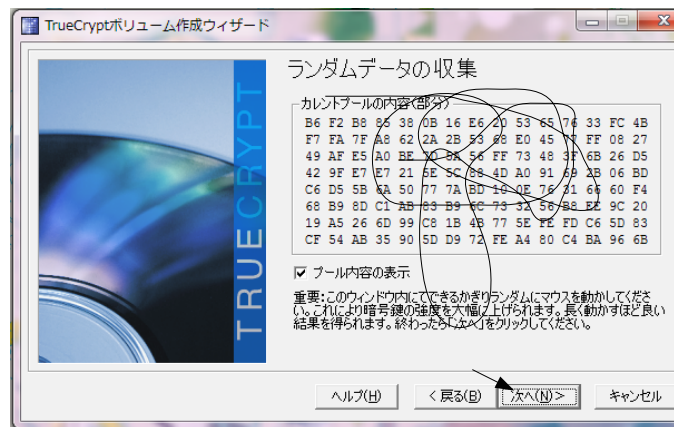 TrueCryptボリューム作成ウィザード
TRUECRYPT
ランダムデータの収集
カレントプールの内容(部分)
B6 F2 B8 85 38 0B 16 E6 20 53 65 76 33 FC 4B
F7 FA 7F A8 62 2A 2B 53 68 E0 45 77 FF 08 27
49 AF E5 A0 BE 7D 5A 56 FF 73 48 3F 6B 26 D5
42 9F E7 E7 21 5E 5C 88 4D A0 91 69 2B 06 BD
C6 D5 5B 6A 50 77 7A BD 10 0E 76 31 66 60 F4
68 B9 8D C1 AB 83 B9 6C 73 32 56 B8 EE 9C 20
19 A5 26 6D 99 C8 1B 4B 77 5E FE FD C6 5D 83
CF 54 AB 35 90 5D D9 72 FE A4 80 C4 BA 96 6B
プール内容の表示
重要:このウィンドウ内にてできるかぎりランダムにマウスを動かしてくださ
い。これにより暗号鍵の強度を大幅に上げられます。長く動かすほど良い
結果を得られます。終わったら「次へ」をクリックしてください。
ヘルプ(H)
< 戻る(B)
次へ(N) >
キャンセル